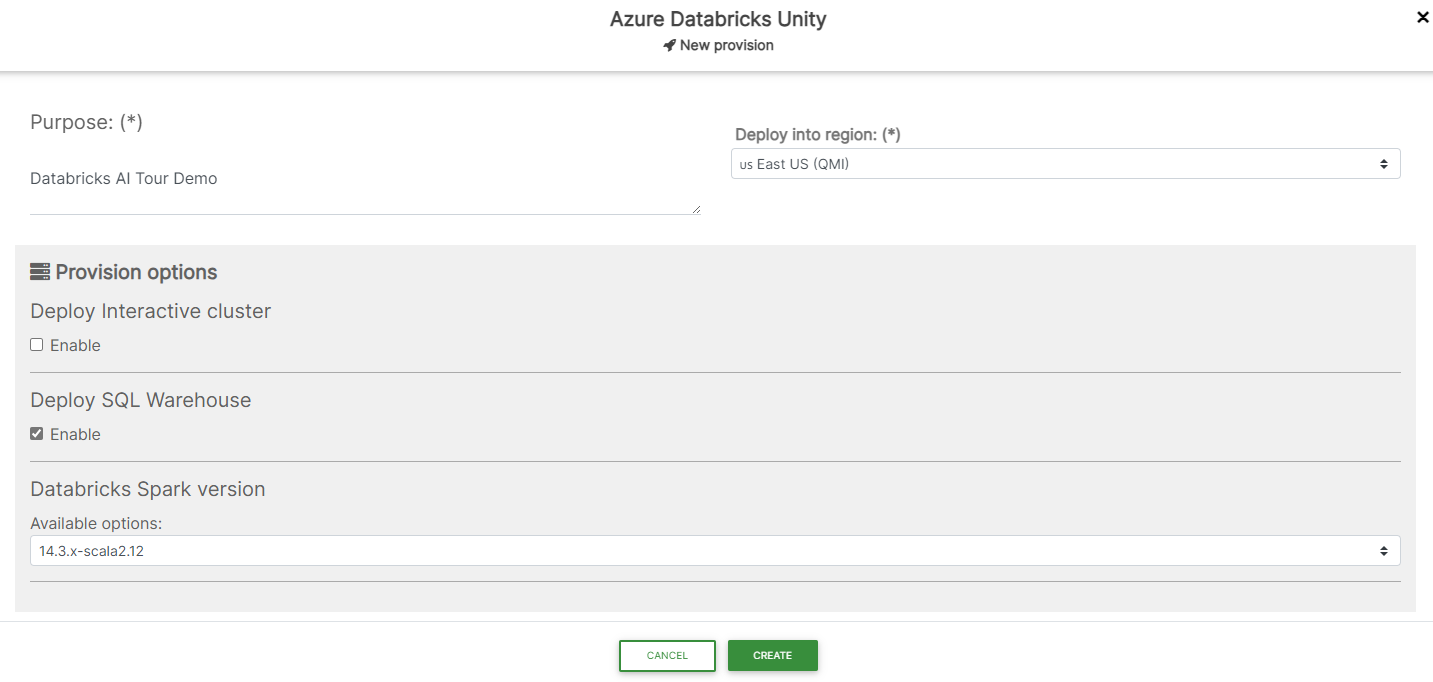 Azure Databricks Unity
New provision
Purpose: (*)
Databricks AI Tour Demo
Deploy into region: (*)
us East US (QMI)
Provision options
Deploy Interactive cluster
Enable
Deploy SQL Warehouse
Enable
Databricks Spark version
Available options:
14.3.x-scala2.12
CANCEL
CREATE